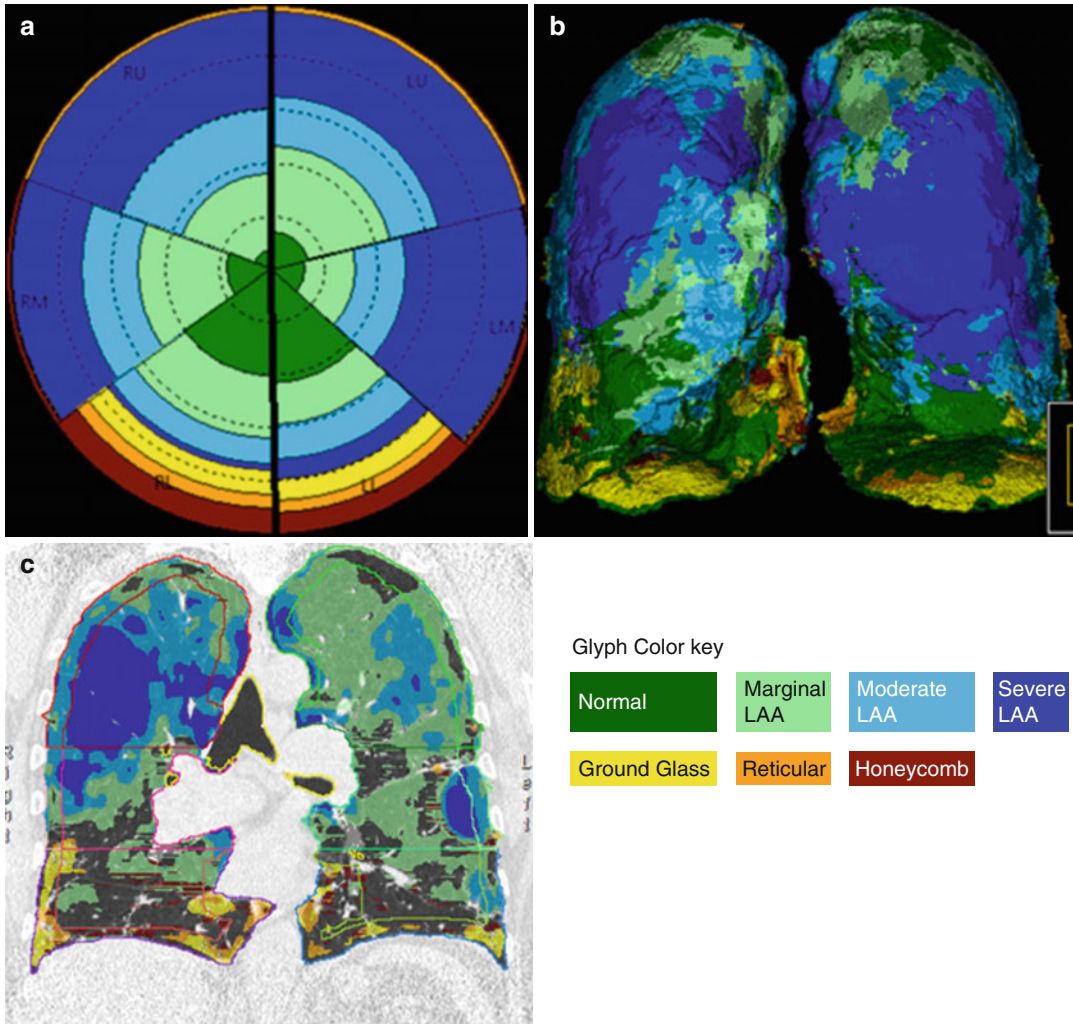 a
RU
LU
RM
LM
RL
LL
b
c
Glyph Color key
Normal
Marginal
LAA
Moderate
LAA
Severe
LAA
Ground Glass
Reticular
Honeycomb